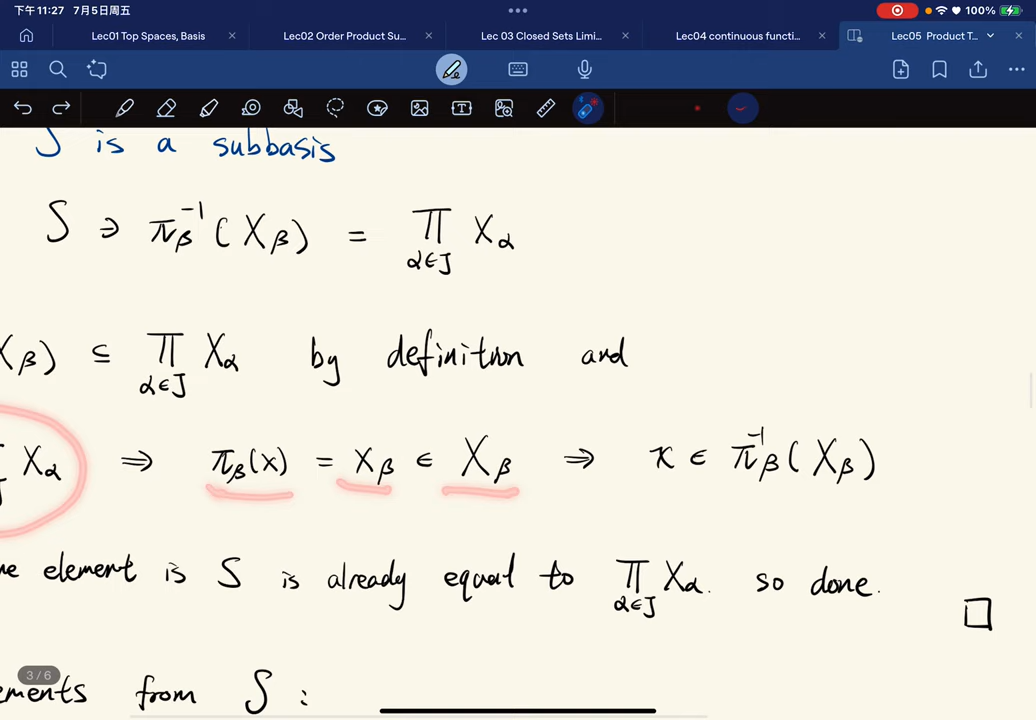 下午11:27 7月5日周五
100%
Lec01 Top Spaces, Basis
Lec02 Order Product Su...
Lec 03 Closed Sets Limi...
Lec04 continuous functi...
Lec05 Product T...
S is a subbasis
S ∋ π_β^{-1}(X_β) = ∏_{α∈J} X_α
X_β) ⊆ ∏_{α∈J} X_α by definition and
X_α ⟹ π_β(x) = x_β ∈ X_β ⟹ x ∈ π_β^{-1}(X_β)
ne element is S is already equal to ∏_{α∈J} X_α. so done. □
3 / 6
ements from S :